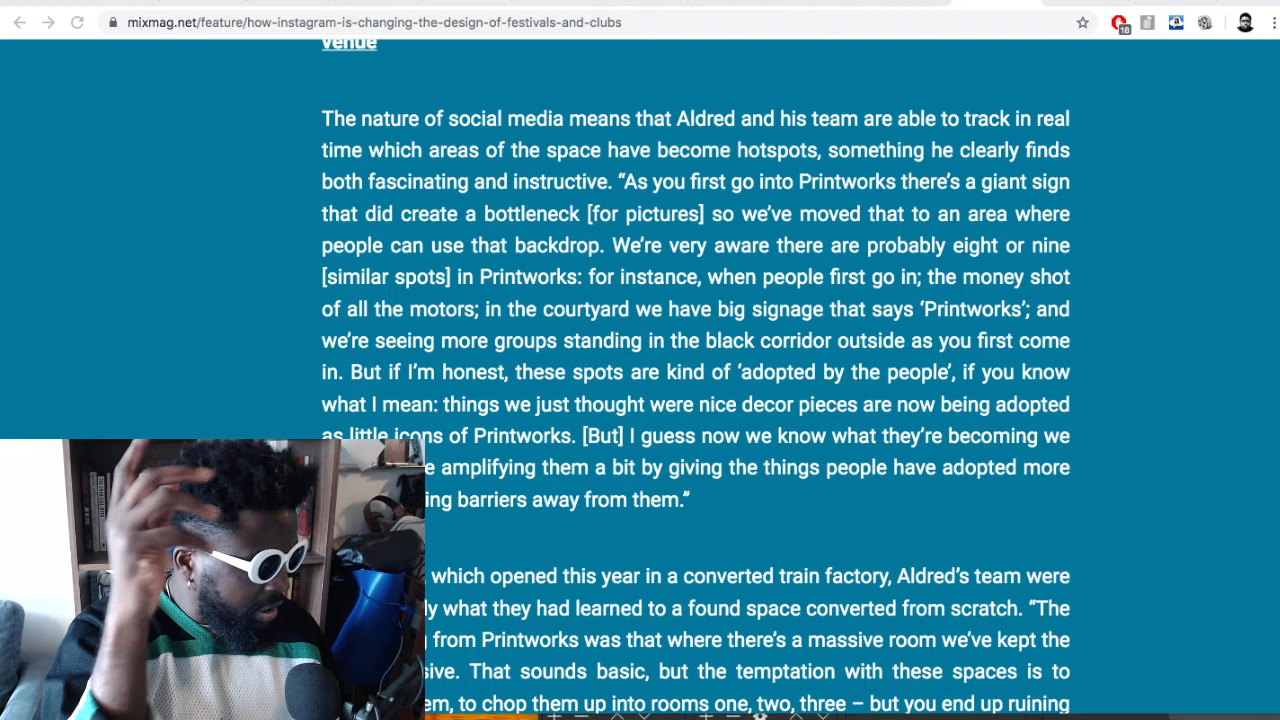 mixmag.net/feature/how-instagram-is-changing-the-design-of-festivals-and-clubs
18
venue
The nature of social media means that Aldred and his team are able to track in real
time which areas of the space have become hotspots, something he clearly finds
both fascinating and instructive. “As you first go into Printworks there’s a giant sign
that did create a bottleneck [for pictures] so we’ve moved that to an area where
people can use that backdrop. We’re very aware there are probably eight or nine
[similar spots] in Printworks: for instance, when people first go in; the money shot
of all the motors; in the courtyard we have big signage that says ‘Printworks’; and
we’re seeing more groups standing in the black corridor outside as you first come
in. But if I’m honest, these spots are kind of ‘adopted by the people’, if you know
what I mean: things we just thought were nice decor pieces are now being adopted
as little icons of Printworks. [But] I guess now we know what they’re becoming we
amplifying them a bit by giving the things people have adopted more
barriers away from them.”
which opened this year in a converted train factory, Aldred’s team were
what they had learned to a found space converted from scratch. “The
from Printworks was that where there’s a massive room we’ve kept the
That sounds basic, but the temptation with these spaces is to
to chop them up into rooms one, two, three – but you end up ruining